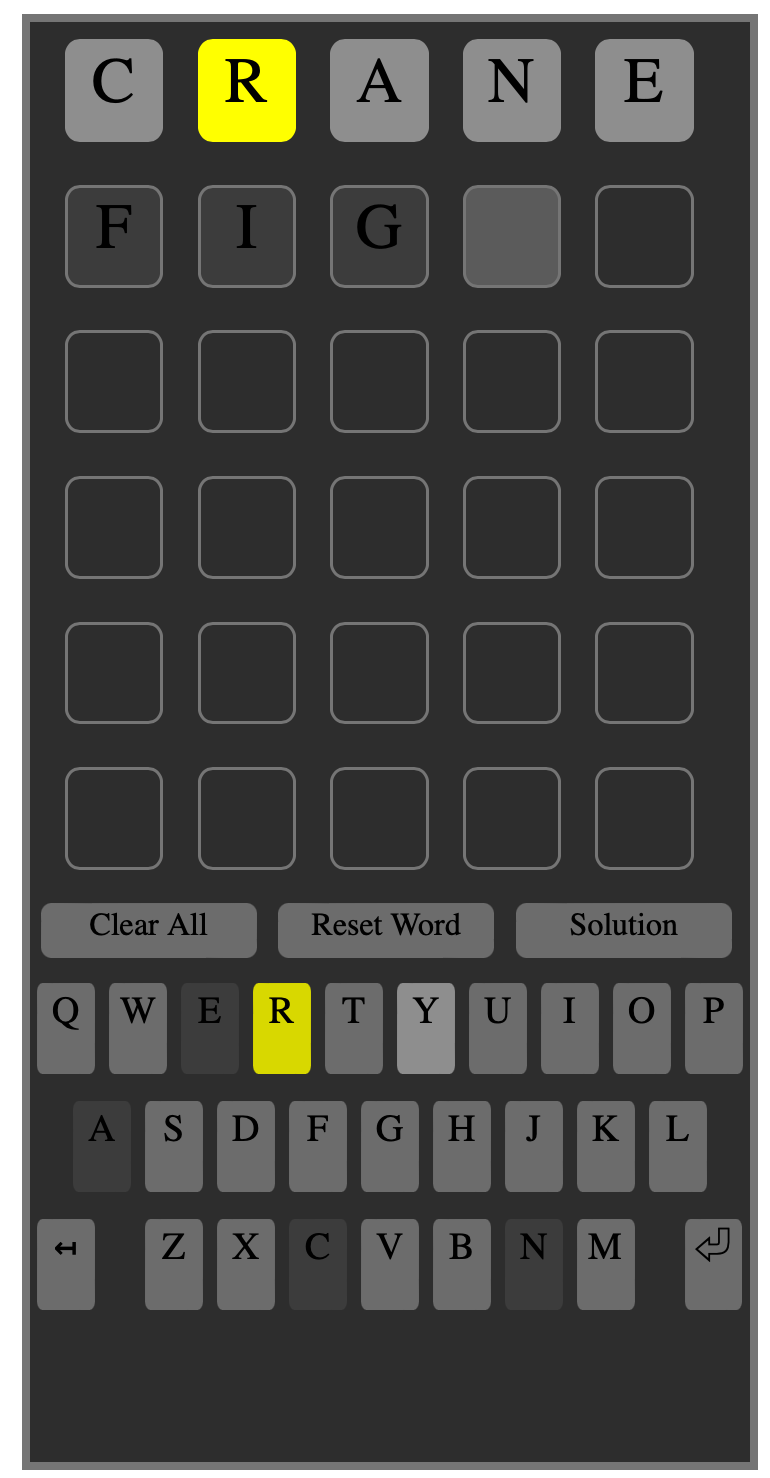 C R A N E
F I G
Clear All Reset Word Solution
Q W E R T Y U I O P
A S D F G H J K L
↤ Z X C V B N M ⏎